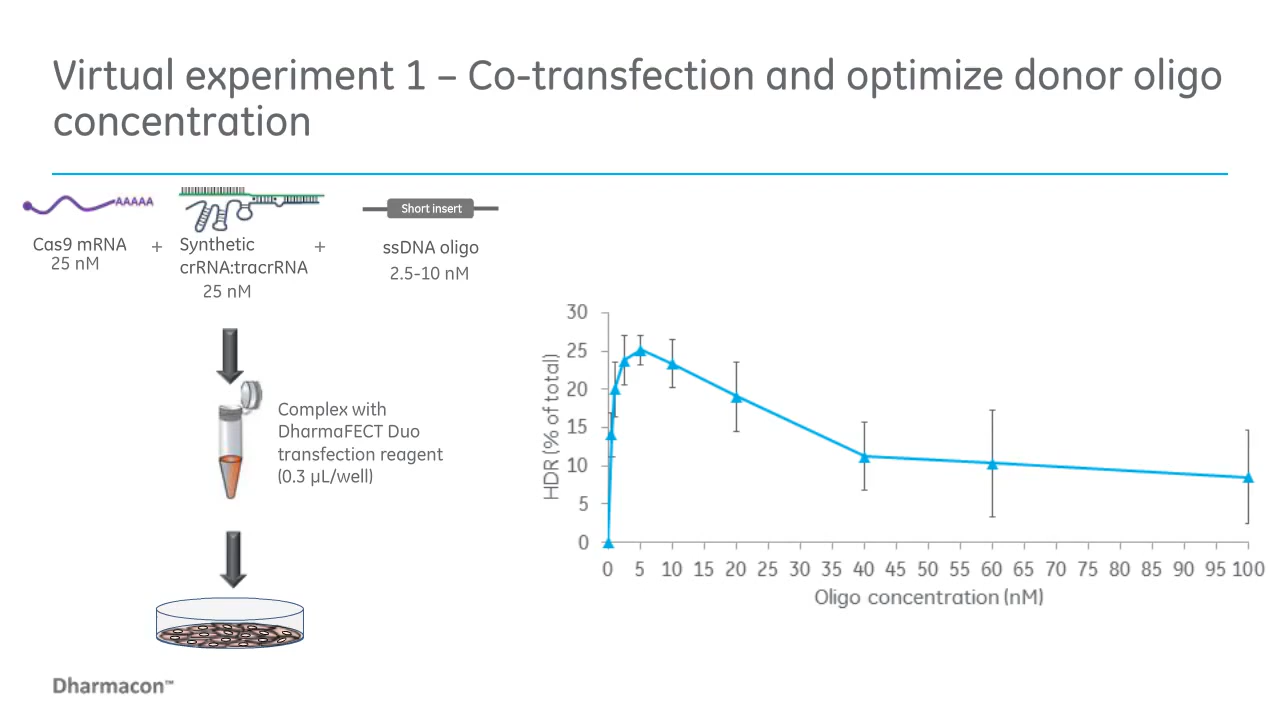 Virtual experiment 1 – Co-transfection and optimize donor oligo
concentration
AAAAA
Short insert
Cas9 mRNA
25 nM
+
Synthetic
crRNA:tracrRNA
25 nM
+
ssDNA oligo
2.5-10 nM
Complex with
DharmaFECT Duo
transfection reagent
(0.3 µL/well)
HDR (% of total)
30
25
20
15
10
5
0
0 5 10 15 20 25 30 35 40 45 50 55 60 65 70 75 80 85 90 95 100
Oligo concentration (nM)
Dharmacon™